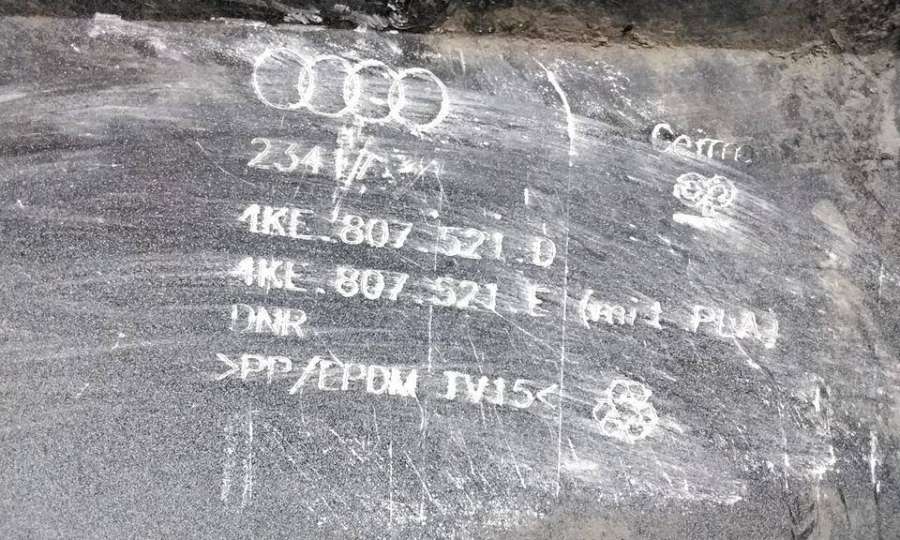 234
4KE.807.521.D
4KE.807.521.E (mit PLA)
DNR
>PP/EPDM TV15<